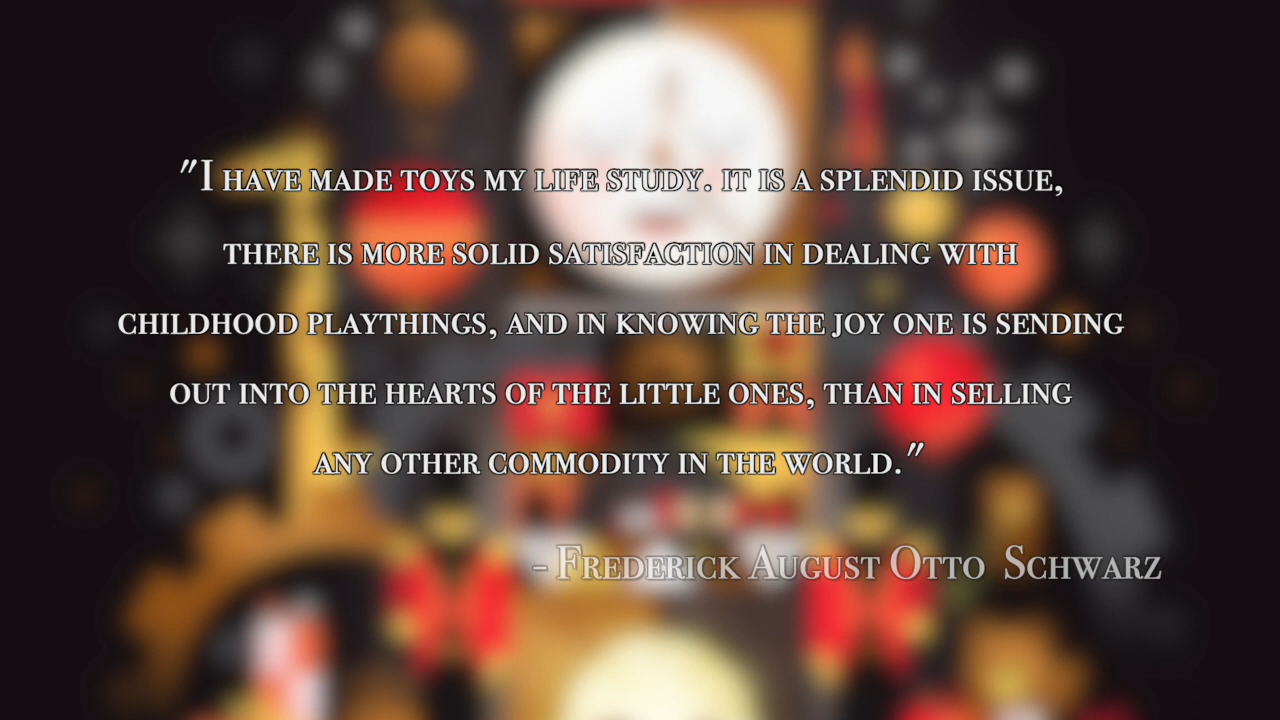 "I have made toys my life study. it is a splendid issue,
there is more solid satisfaction in dealing with
childhood playthings, and in knowing the joy one is sending
out into the hearts of the little ones, than in selling
any other commodity in the world."
- Frederick August Otto Schwarz